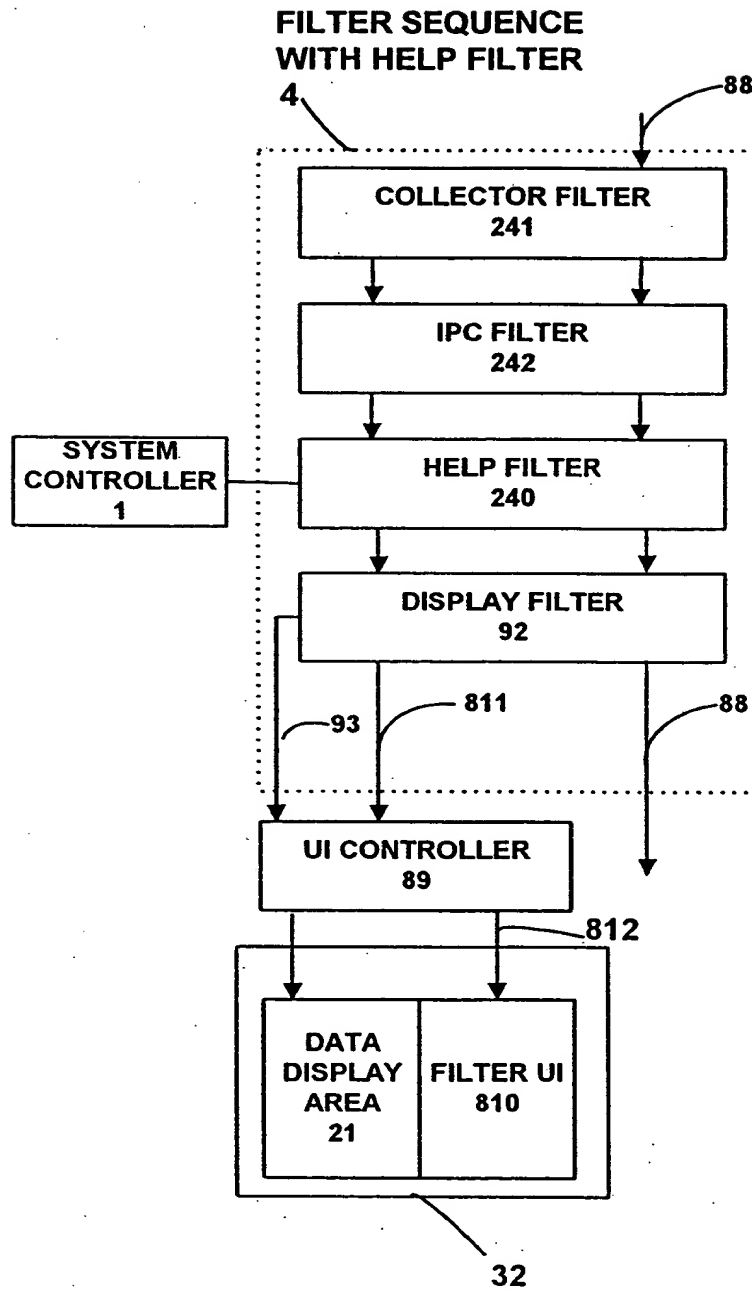 FILTER SEQUENCE
WITH HELP FILTER
4
88
COLLECTOR FILTER
241
IPC FILTER
242
SYSTEM
CONTROLLER
1
HELP FILTER
240
DISPLAY FILTER
92
93
811
88
UI CONTROLLER
89
812
DATA
DISPLAY
AREA
21
FILTER UI
810
32